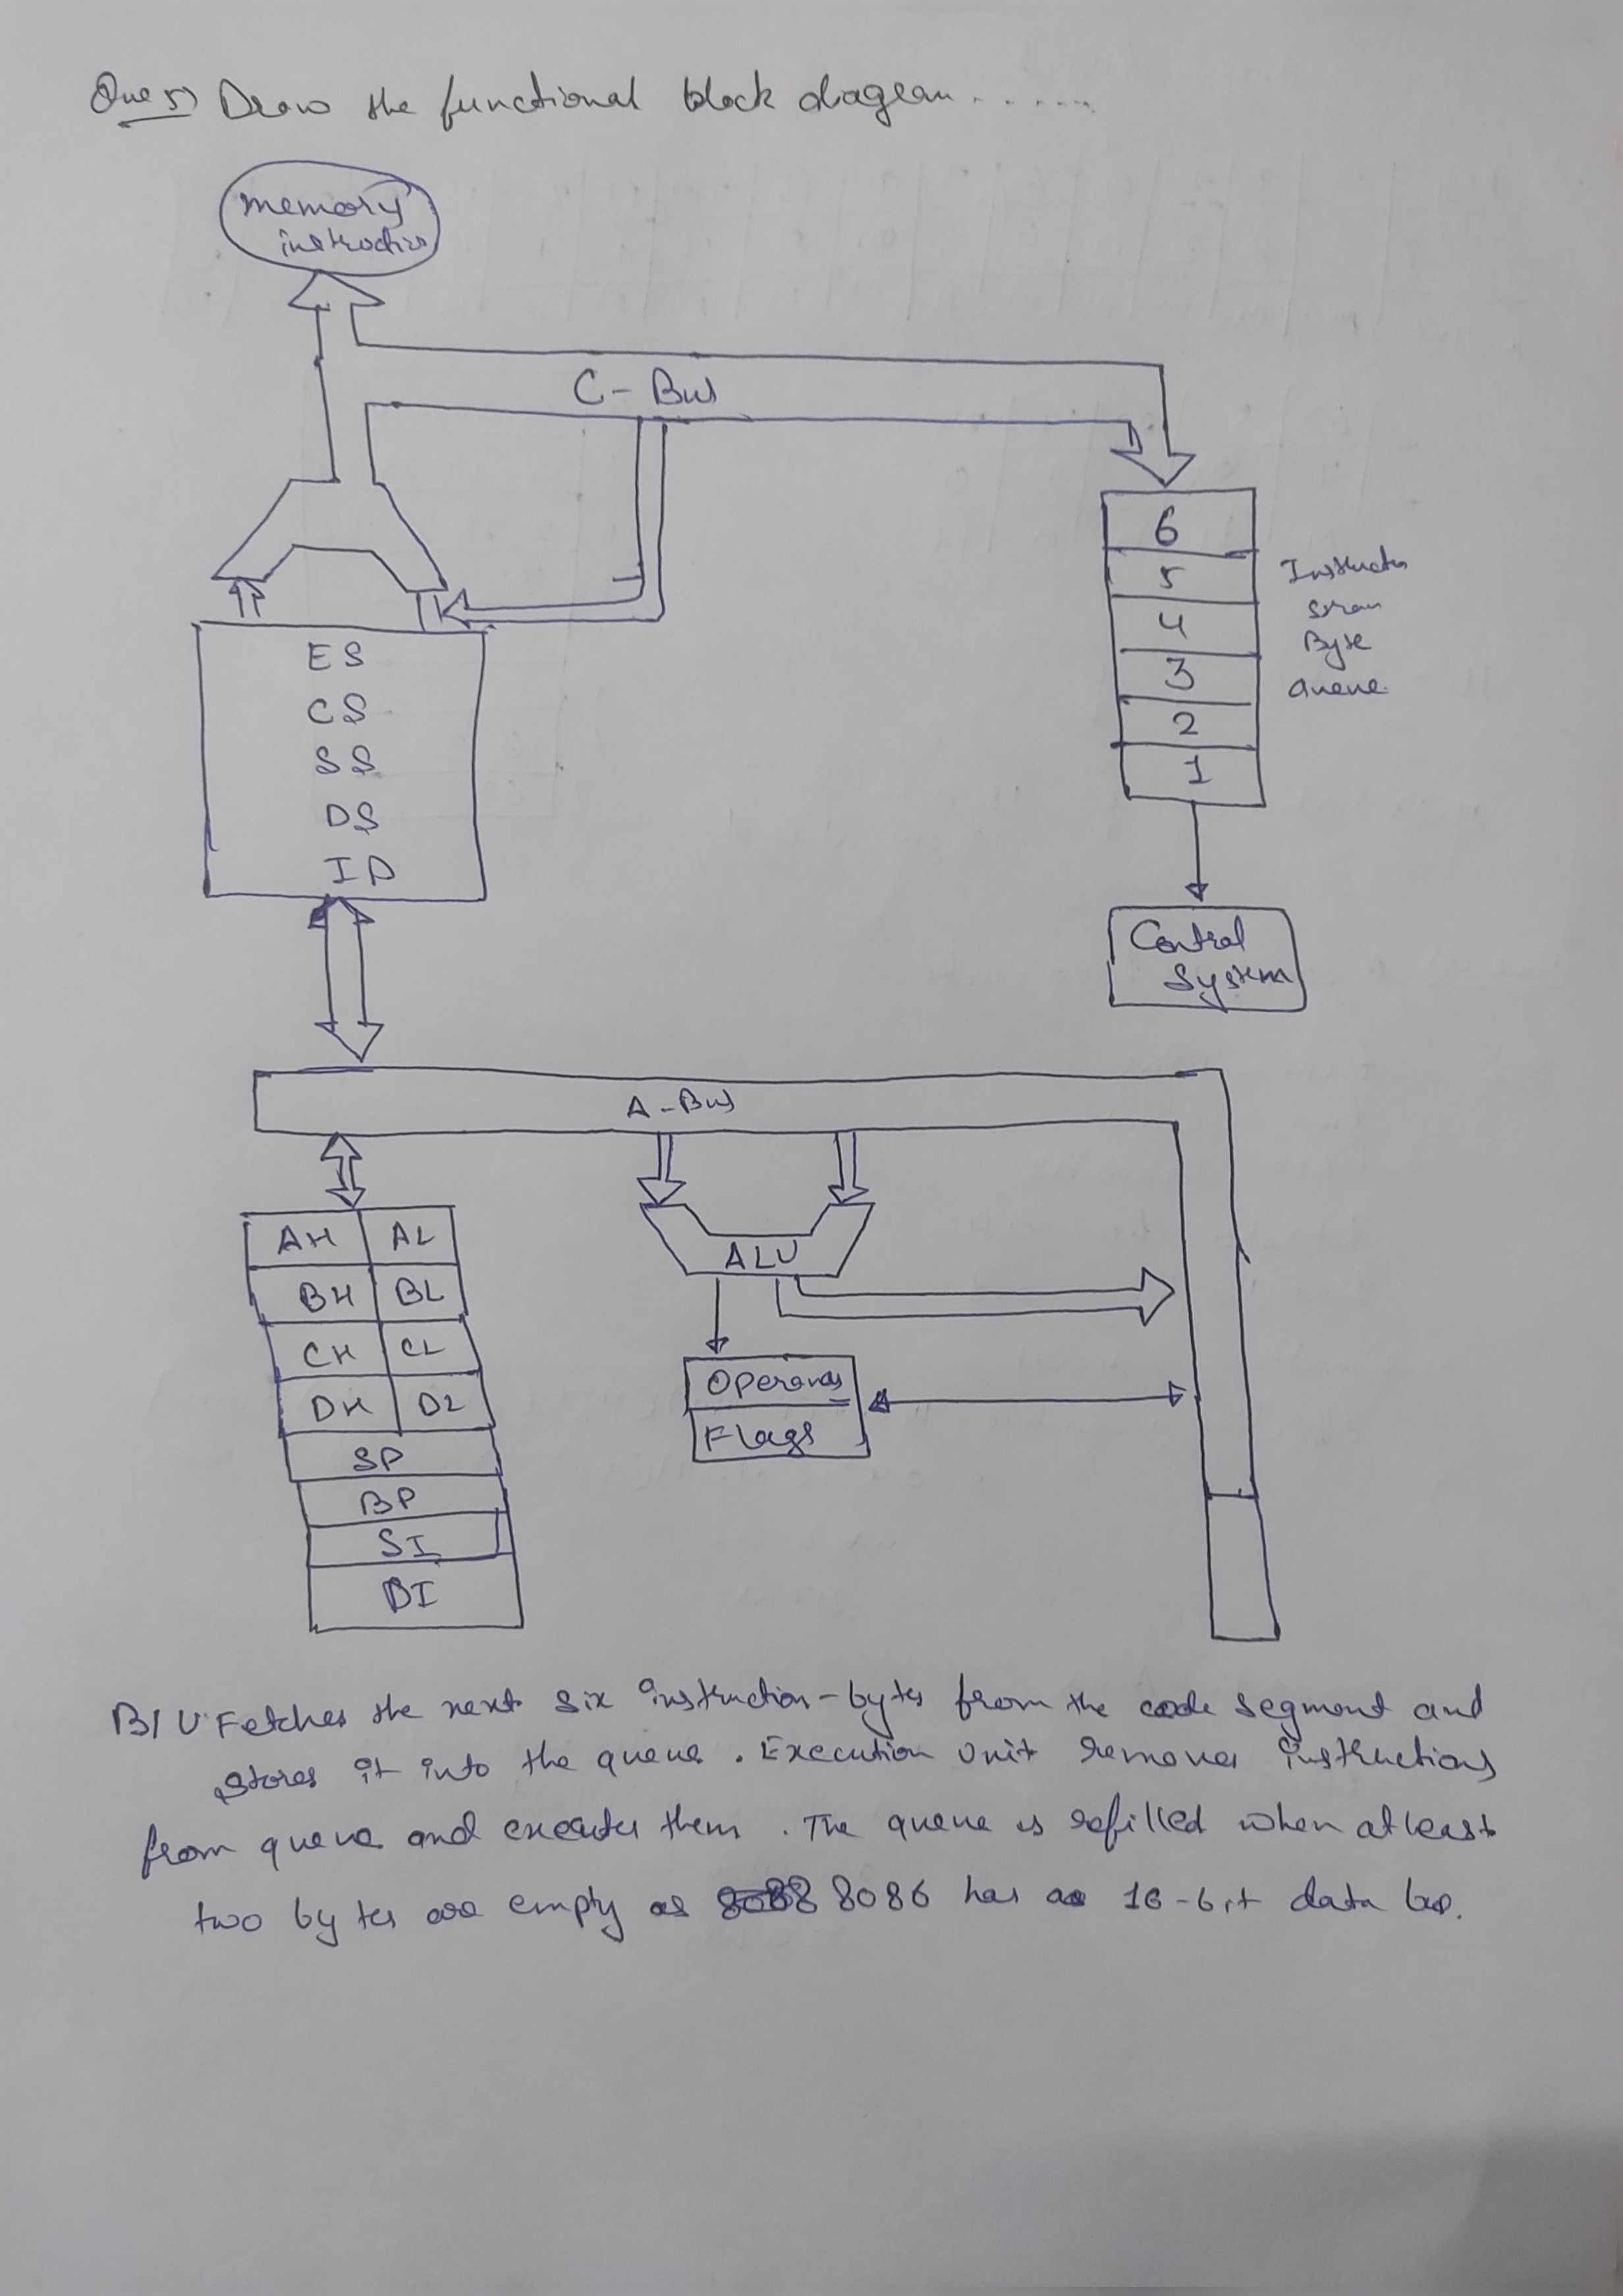 Que 5) Draw the functional block diagram......
memory
instruction
C-Bus
6
5
4
3
2
1
Instruction
Stream
Byte
Queue.
ES
CS
SS
DS
IP
Control
System
A-Bus
AH AL
BH BL
CH CL
DH DL
SP
BP
SI
DI
ALU
Operands
Flags
BIU Fetches the next six instruction-bytes from the code segment and
stores it into the queue. Execution Unit removes instructions
from queue and executes them. The queue is refilled when atleast
two bytes are empty as 8086 has a 16-bit data bus.